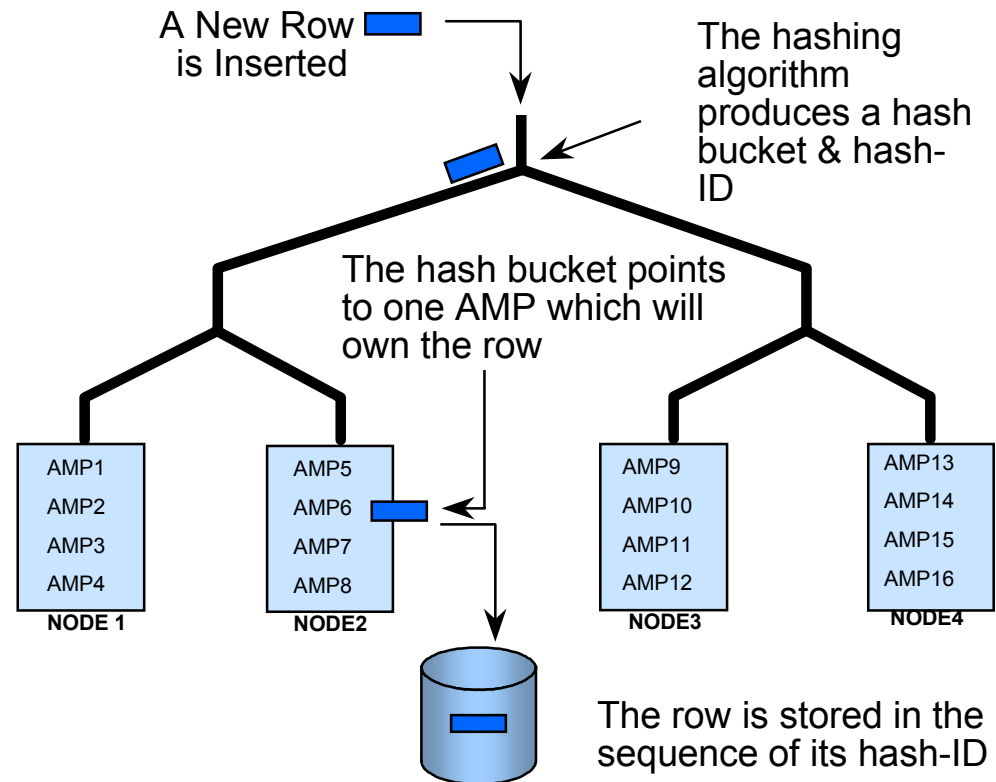 A New Row
is Inserted
The hashing
algorithm
produces a hash
bucket & hash-
ID
The hash bucket points
to one AMP which will
own the row
AMP1
AMP2
AMP3
AMP4
NODE 1
AMP5
AMP6
AMP7
AMP8
NODE2
AMP9
AMP10
AMP11
AMP12
NODE3
AMP13
AMP14
AMP15
AMP16
NODE4
The row is stored in the
sequence of its hash-ID